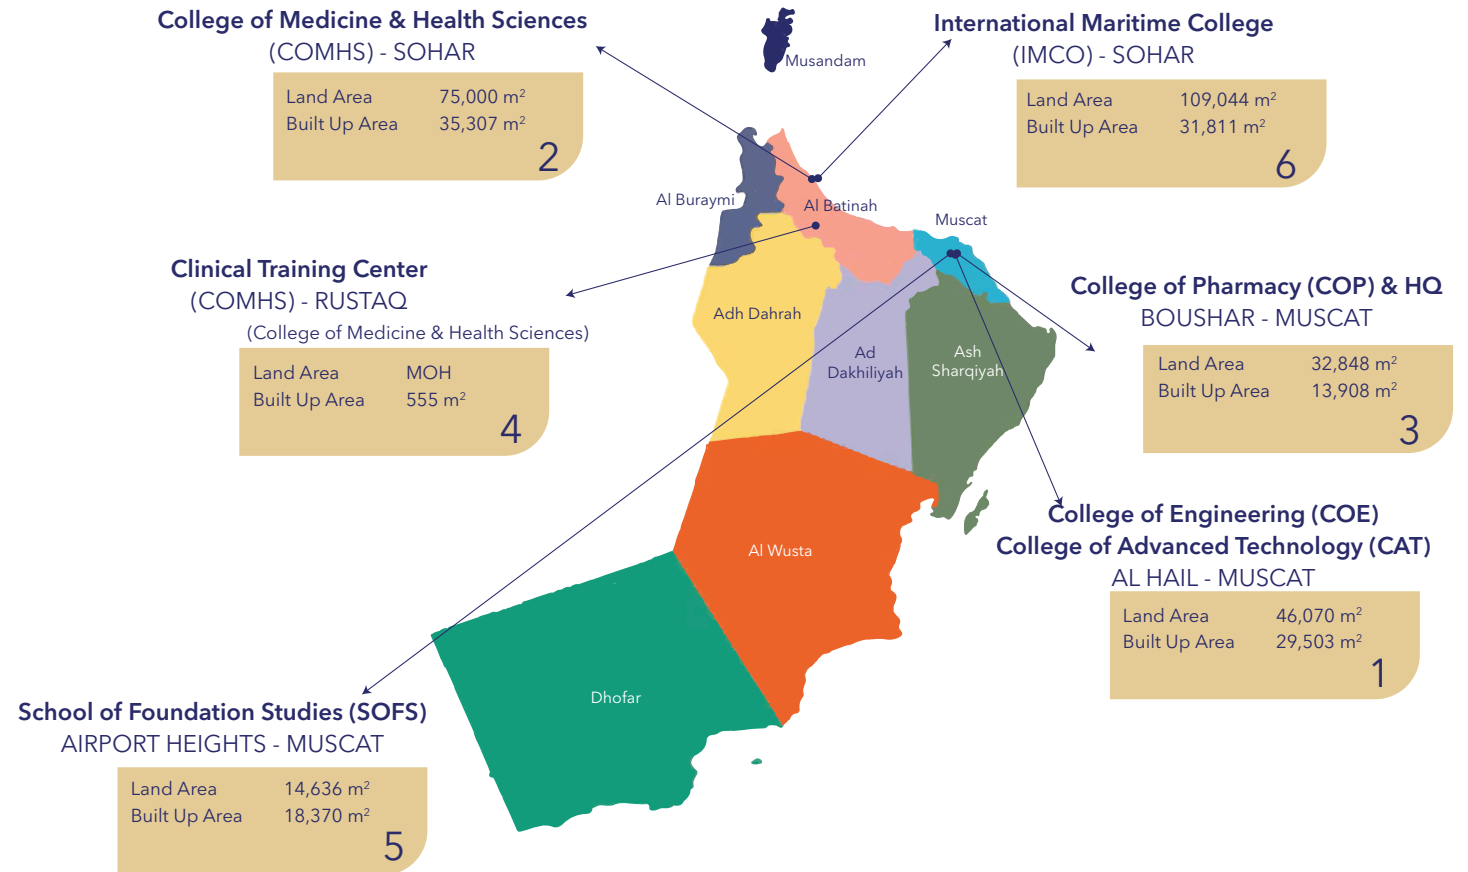 College of Medicine & Health Sciences
(COMHS) - SOHAR
Land Area 75,000 m²
Built Up Area 35,307 m²
2
International Maritime College
(IMCO) - SOHAR
Land Area 109,044 m²
Built Up Area 31,811 m²
6
Musandam
Al Buraymi
Al Batinah
Muscat
Clinical Training Center
(COMHS) - RUSTAQ
(College of Medicine & Health Sciences)
Land Area MOH
Built Up Area 555 m²
4
Adh Dahrah
Ad
Dakhiliyah
Ash
Sharqiyah
College of Pharmacy (COP) & HQ
BOUSHAR - MUSCAT
Land Area 32,848 m²
Built Up Area 13,908 m²
3
College of Engineering (COE)
College of Advanced Technology (CAT)
AL HAIL - MUSCAT
Land Area 46,070 m²
Built Up Area 29,503 m²
1
Al Wusta
Dhofar
School of Foundation Studies (SOFS)
AIRPORT HEIGHTS - MUSCAT
Land Area 14,636 m²
Built Up Area 18,370 m²
5